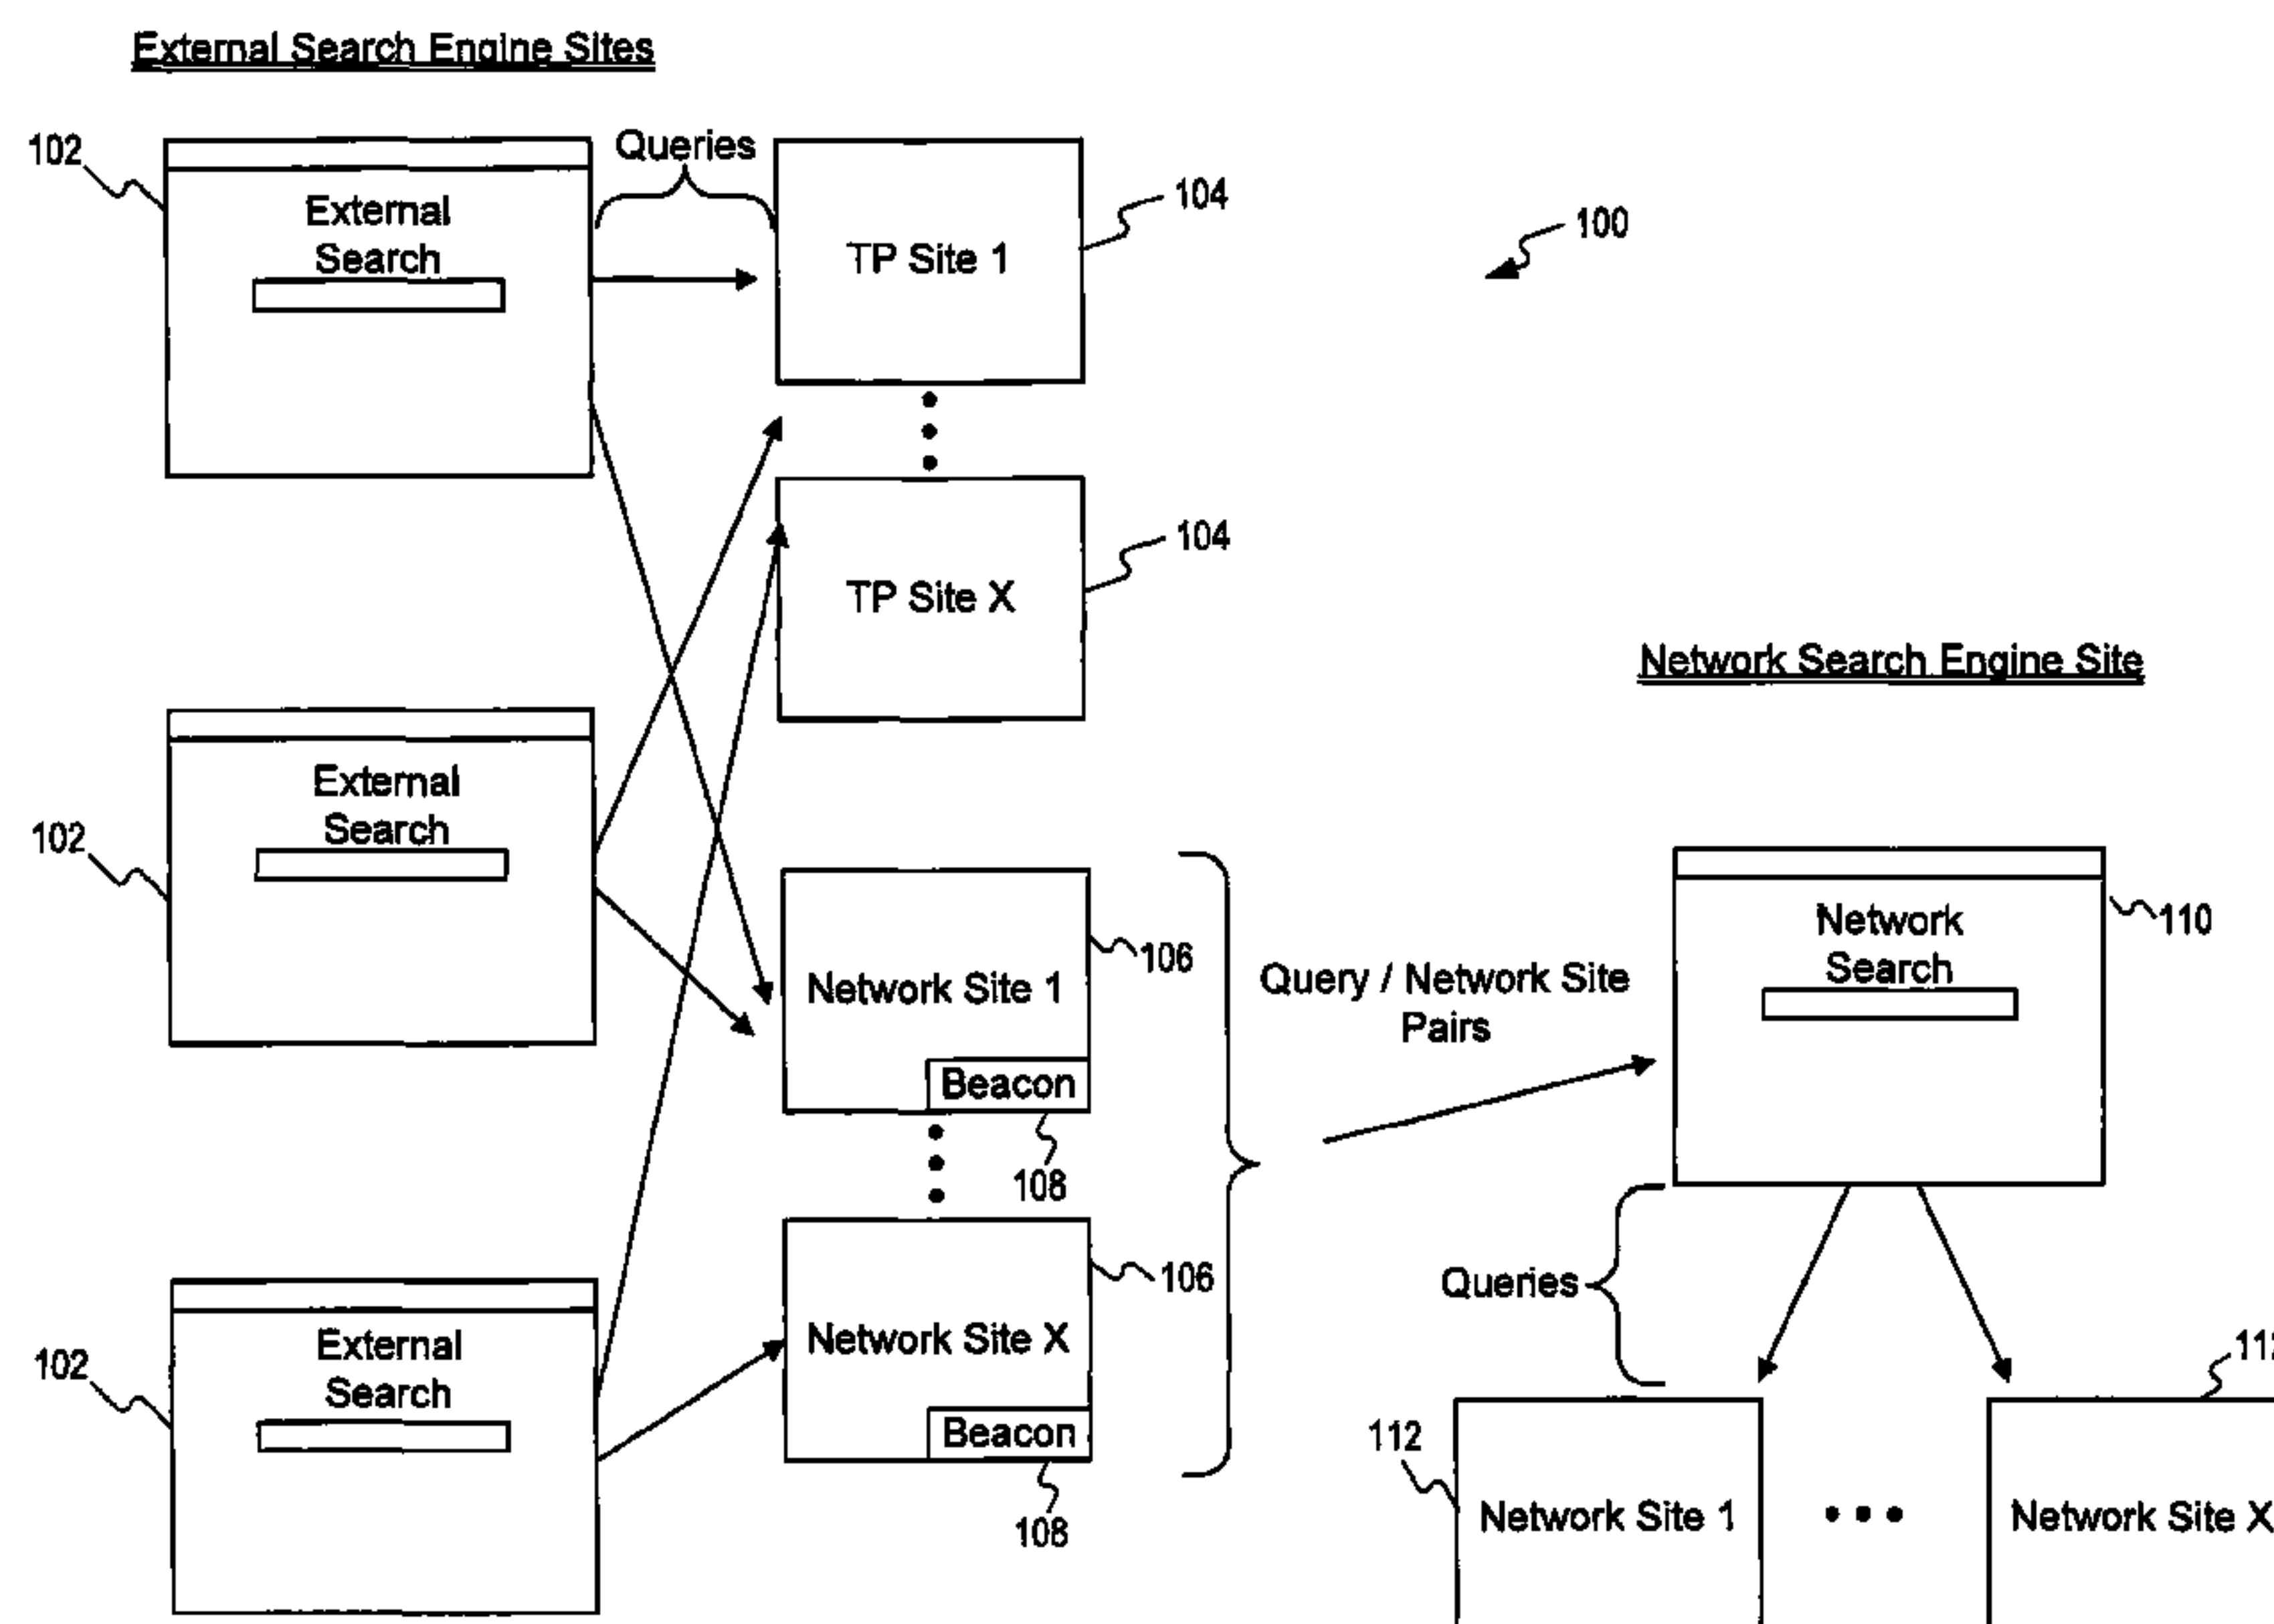 External Search Engine Sites
102
External
Search
Queries
TP Site 1
104
100
TP Site X
104
Network Search Engine Site
102
External
Search
Network Site 1
106
Beacon
108
Query / Network Site
Pairs
Network
Search
110
102
External
Search
Network Site X
106
Beacon
108
Queries
112
Network Site 1
Network Site X